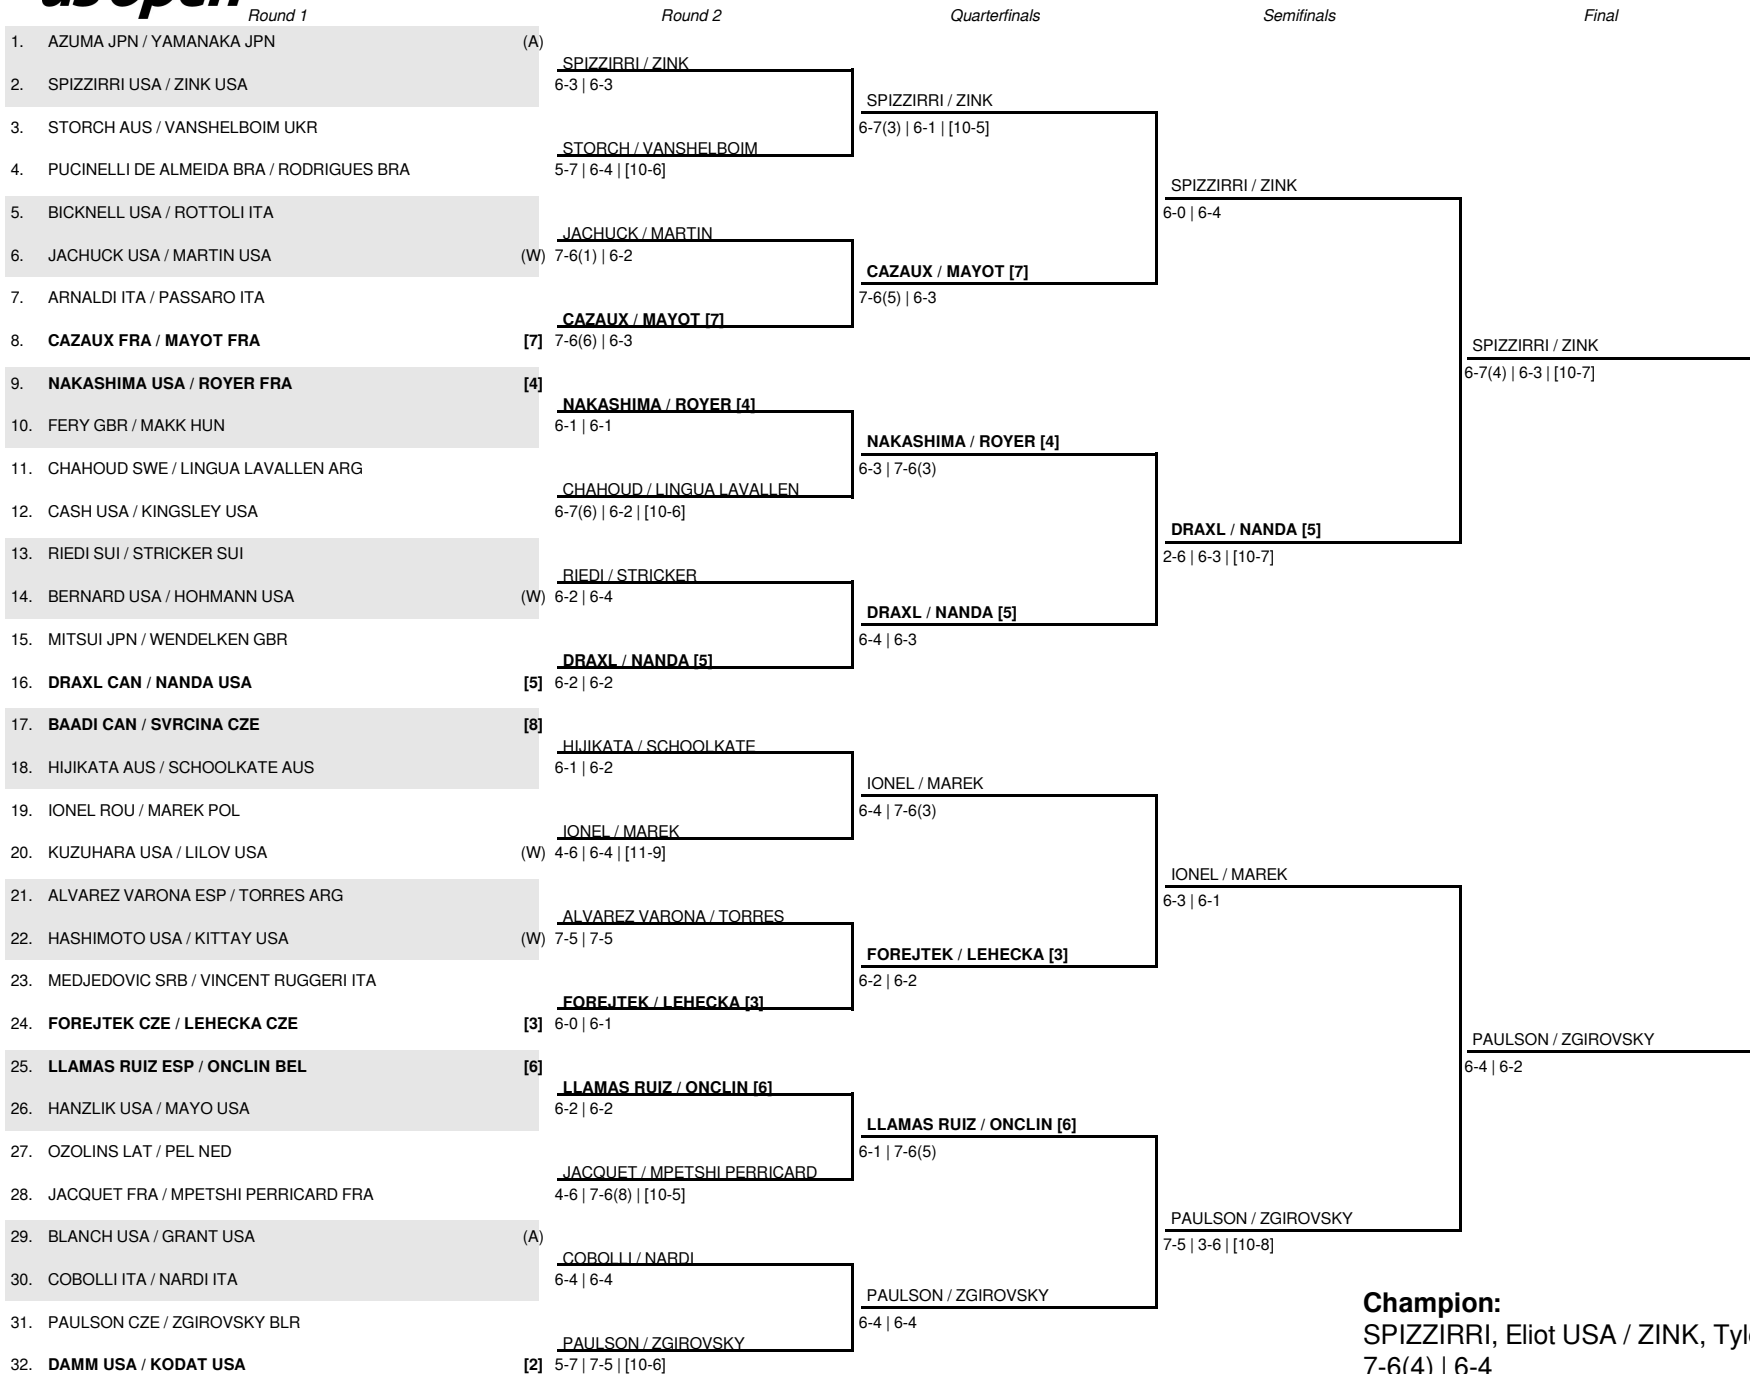 us open
Round 1
Round 2
Quarterfinals
Semifinals
Final
1. AZUMA JPN / YAMANAKA JPN (A)
2. SPIZZIRRI USA / ZINK USA
3. STORCH AUS / VANSHELBOIM UKR
4. PUCINELLI DE ALMEIDA BRA / RODRIGUES BRA
5. BICKNELL USA / ROTTOLI ITA
6. JACHUCK USA / MARTIN USA (W)
7. ARNALDI ITA / PASSARO ITA
8. CAZAUX FRA / MAYOT FRA [7]
9. NAKASHIMA USA / ROYER FRA [4]
10. FERY GBR / MAKK HUN
11. CHAHOUD SWE / LINGUA LAVALLEN ARG
12. CASH USA / KINGSLEY USA
13. RIEDI SUI / STRICKER SUI
14. BERNARD USA / HOHMANN USA (W)
15. MITSUI JPN / WENDELKEN GBR
16. DRAXL CAN / NANDA USA [5]
17. BAADI CAN / SVRCINA CZE [8]
18. HIJIKATA AUS / SCHOOLKATE AUS
19. IONEL ROU / MAREK POL
20. KUZUHARA USA / LILOV USA (W)
21. ALVAREZ VARONA ESP / TORRES ARG
22. HASHIMOTO USA / KITTAY USA (W)
23. MEDJEDOVIC SRB / VINCENT RUGGERI ITA
24. FOREJTEK CZE / LEHECKA CZE [3]
25. LLAMAS RUIZ ESP / ONCLIN BEL [6]
26. HANZLIK USA / MAYO USA
27. OZOLINS LAT / PEL NED
28. JACQUET FRA / MPETSHI PERRICARD FRA
29. BLANCH USA / GRANT USA (A)
30. COBOLLI ITA / NARDI ITA
31. PAULSON CZE / ZGIROVSKY BLR
32. DAMM USA / KODAT USA [2]
SPIZZIRRI / ZINK
6-3 | 6-3
STORCH / VANSHELBOIM
5-7 | 6-4 | [10-6]
JACHUCK / MARTIN
7-6(1) | 6-2
CAZAUX / MAYOT [7]
7-6(6) | 6-3
NAKASHIMA / ROYER [4]
6-1 | 6-1
CHAHOUD / LINGUA LAVALLEN
6-7(6) | 6-2 | [10-6]
RIEDI / STRICKER
6-2 | 6-4
DRAXL / NANDA [5]
6-2 | 6-2
HIJIKATA / SCHOOLKATE
6-1 | 6-2
IONEL / MAREK
4-6 | 6-4 | [11-9]
ALVAREZ VARONA / TORRES
7-5 | 7-5
FOREJTEK / LEHECKA [3]
6-0 | 6-1
LLAMAS RUIZ / ONCLIN [6]
6-2 | 6-2
JACQUET / MPETSHI PERRICARD
4-6 | 7-6(8) | [10-5]
COBOLLI / NARDI
6-4 | 6-4
PAULSON / ZGIROVSKY
5-7 | 7-5 | [10-6]
SPIZZIRRI / ZINK
6-7(3) | 6-1 | [10-5]
CAZAUX / MAYOT [7]
7-6(5) | 6-3
NAKASHIMA / ROYER [4]
6-3 | 7-6(3)
DRAXL / NANDA [5]
6-4 | 6-3
IONEL / MAREK
6-4 | 7-6(3)
FOREJTEK / LEHECKA [3]
6-2 | 6-2
LLAMAS RUIZ / ONCLIN [6]
6-1 | 7-6(5)
PAULSON / ZGIROVSKY
6-4 | 6-4
SPIZZIRRI / ZINK
6-0 | 6-4
DRAXL / NANDA [5]
2-6 | 6-3 | [10-7]
IONEL / MAREK
6-3 | 6-1
PAULSON / ZGIROVSKY
7-5 | 3-6 | [10-8]
SPIZZIRRI / ZINK
6-7(4) | 6-3 | [10-7]
PAULSON / ZGIROVSKY
6-4 | 6-2
Champion:
SPIZZIRRI, Eliot USA / ZINK,
7-6(4) | 6-4